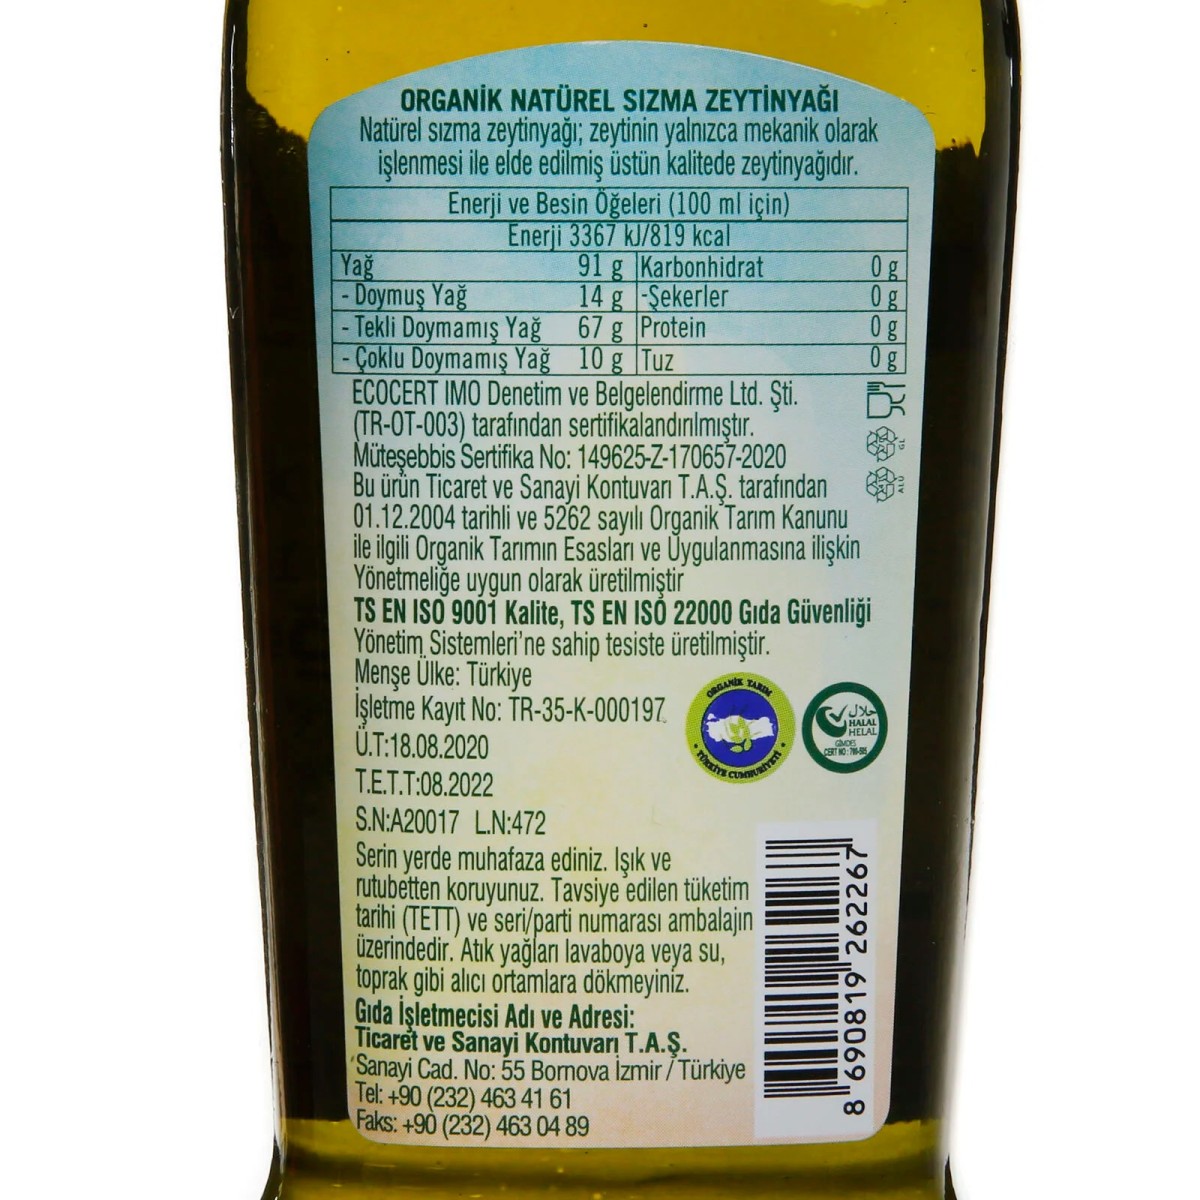 ORGANİK NATÜREL SIZMA ZEYTİNYAĞI
Natürel sızma zeytinyağı; zeytinin yalnızca mekanik olarak
işlenmesi ile elde edilmiş üstün kalitede zeytinyağıdır.
Enerji ve Besin Öğeleri (100 ml için)
Enerji 3367 kJ/819 kcal
Yağ 91 g Karbonhidrat 0 g
- Doymuş Yağ 14 g -Şekerler 0 g
- Tekli Doymamış Yağ 67 g Protein 0 g
- Çoklu Doymamış Yağ 10 g Tuz 0 g
ECOCERT IMO Denetim ve Belgelendirme Ltd. Şti.
(TR-OT-003) tarafından sertifikalandırılmıştır.
Müteşebbis Sertifika No: 149625-Z-170657-2020
Bu ürün Ticaret ve Sanayi Kontuvarı T.A.Ş. tarafından
01.12.2004 tarihli ve 5262 sayılı Organik Tarım Kanunu
ile ilgili Organik Tarımın Esasları ve Uygulanmasına ilişkin
Yönetmeliğe uygun olarak üretilmiştir
TS EN ISO 9001 Kalite, TS EN ISO 22000 Gıda Güvenliği
Yönetim Sistemleri'ne sahip tesiste üretilmiştir.
Menşe Ülke: Türkiye
İşletme Kayıt No: TR-35-K-000197
Ü.T:18.08.2020
T.E.T.T:08.2022
S.N:A20017 L.N:472
Serin yerde muhafaza ediniz. Işık ve
rutubetten koruyunuz. Tavsiye edilen tüketim
tarihi (TETT) ve seri/parti numarası ambalajın
üzerindedir. Atık yağları lavaboya veya su,
toprak gibi alıcı ortamlara dökmeyiniz.
Gıda İşletmecisi Adı ve Adresi:
Ticaret ve Sanayi Kontuvarı T.A.Ş.
Sanayi Cad. No: 55 Bornova İzmir / Türkiye
Tel: +90 (232) 463 41 61
Faks: +90 (232) 463 04 89
GL
ALU
ORGANİK TARIM
TÜRKİYE CUMHURİYETİ
حلال
HALAL
HELAL
GİMDES
CERT NO :
8 690819 262267